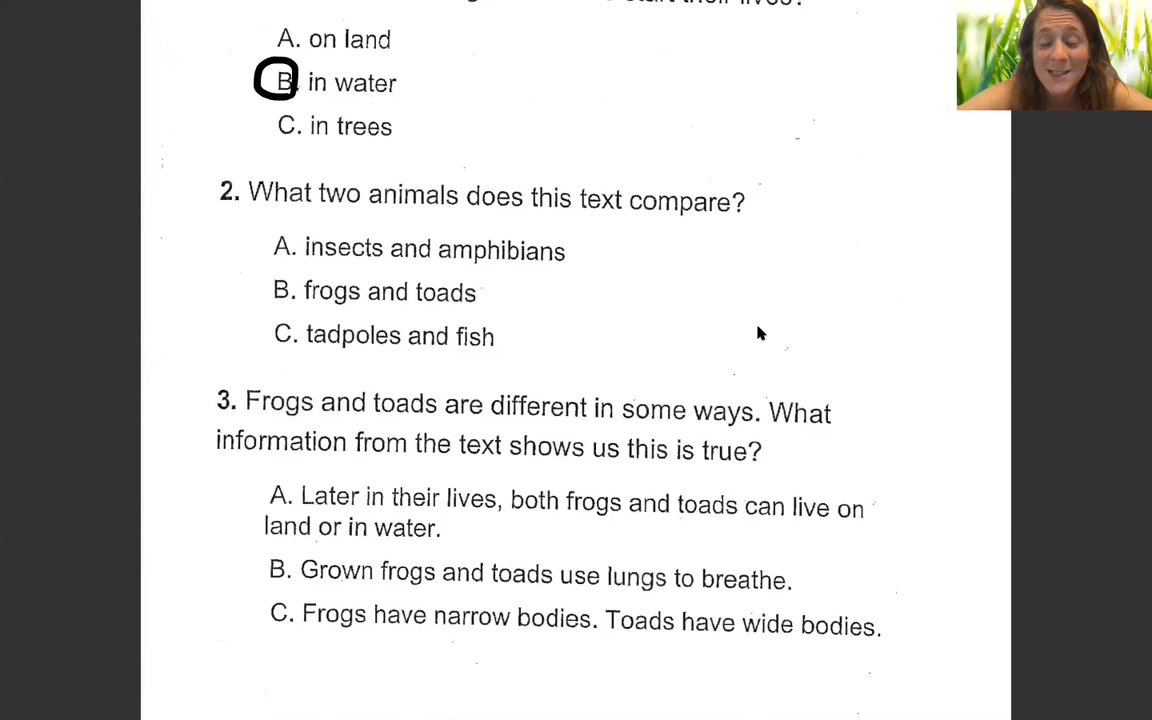 their lives?
A. on land
B. in water
C. in trees
2. What two animals does this text compare?
A. insects and amphibians
B. frogs and toads
C. tadpoles and fish
3. Frogs and toads are different in some ways. What
information from the text shows us this is true?
A. Later in their lives, both frogs and toads can live on
land or in water.
B. Grown frogs and toads use lungs to breathe.
C. Frogs have narrow bodies. Toads have wide bodies.